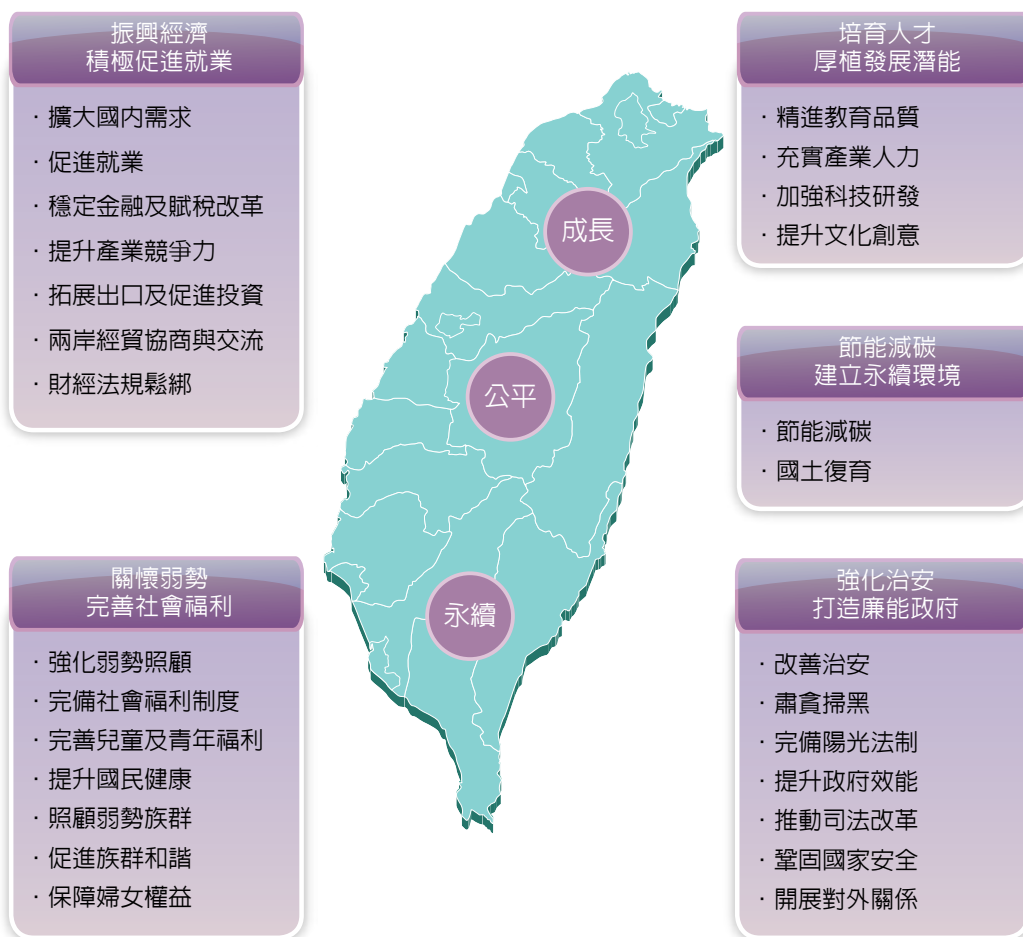 振興經濟
積極促進就業
·擴大國內需求
·促進就業
·穩定金融及賦稅改革
·提升產業競爭力
·拓展出口及促進投資
·兩岸經貿協商與交流
·財經法規鬆綁
關懷弱勢
完善社會福利
·強化弱勢照顧
·完備社會福利制度
·完善兒童及青年福利
·提升國民健康
·照顧弱勢族群
·促進族群和諧
·保障婦女權益
成長
公平
永續
培育人才
厚植發展潛能
·精進教育品質
·充實產業人力
·加強科技研發
·提升文化創意
節能減碳
建立永續環境
·節能減碳
·國土復育
強化治安
打造廉能政府
·改善治安
·肅貪掃黑
·完備陽光法制
·提升政府效能
·推動司法改革
·鞏固國家安全
·開展對外關係